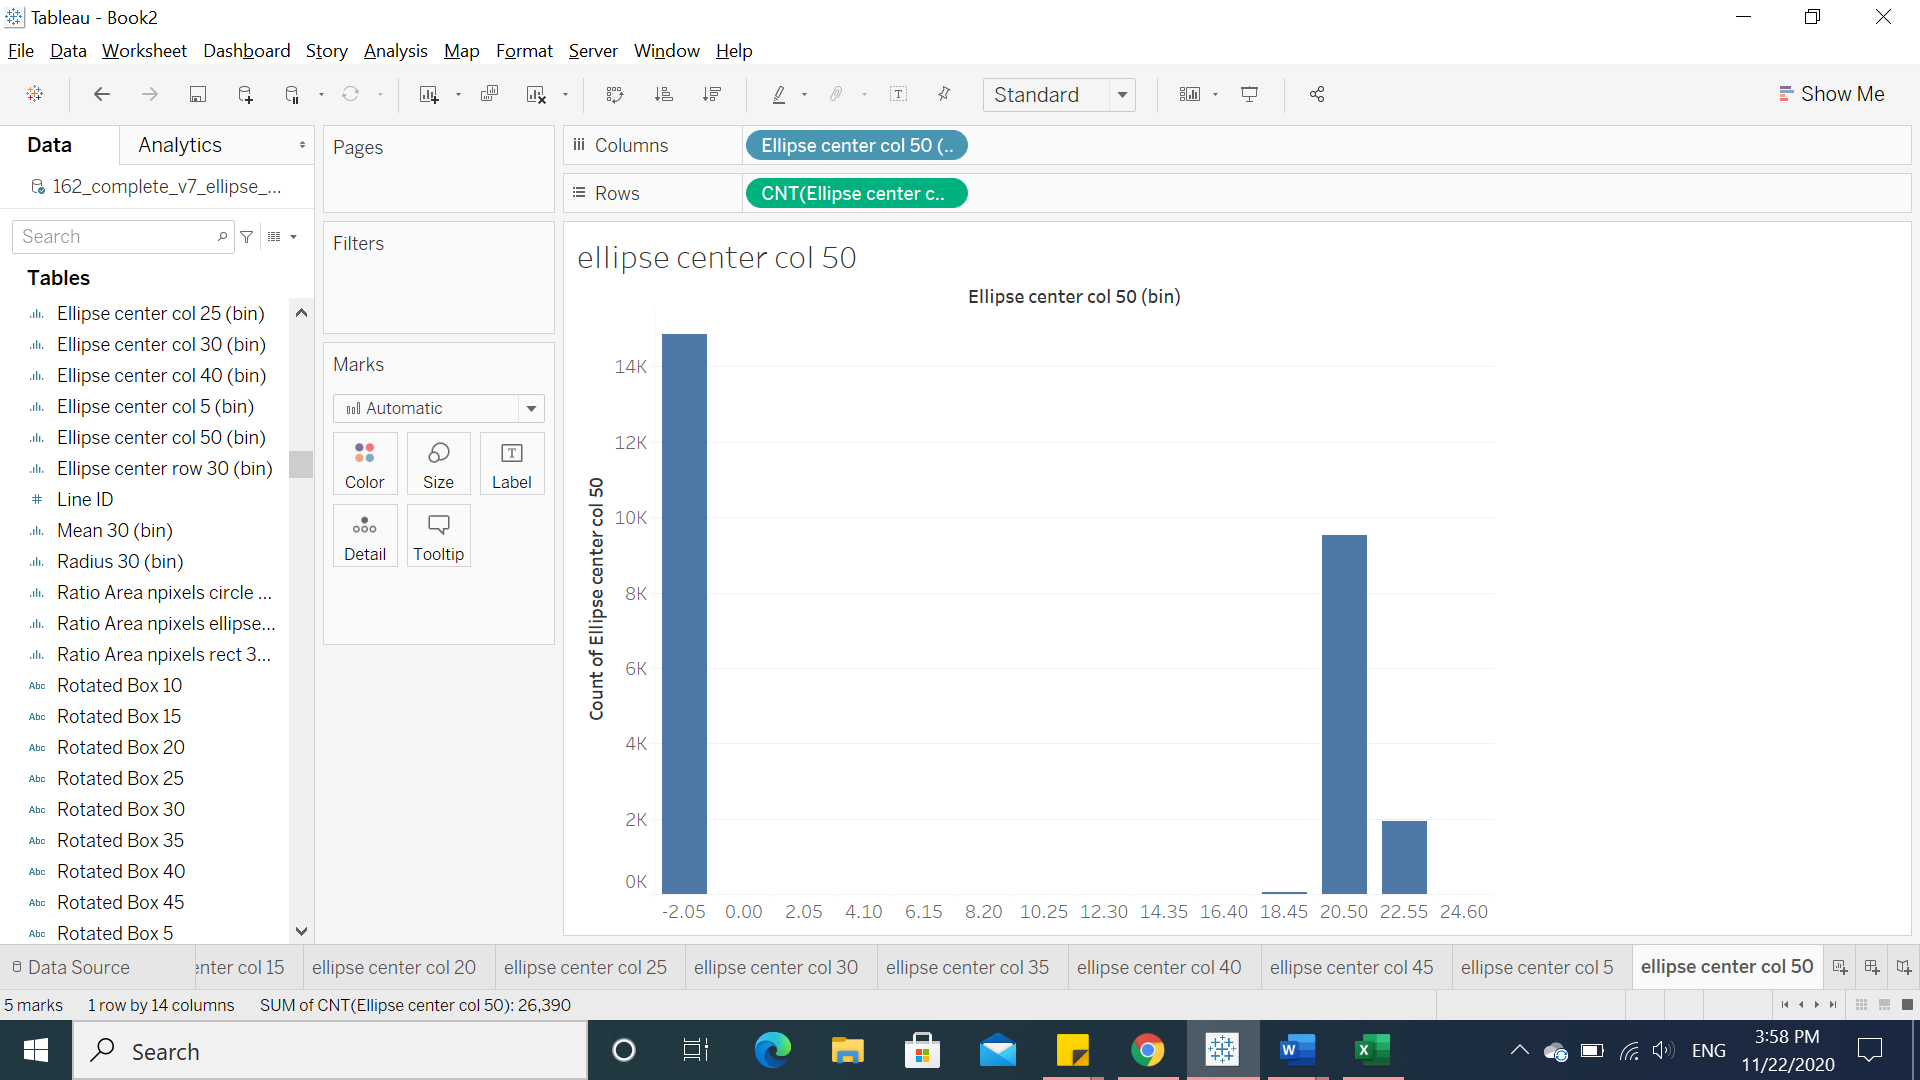 Tableau - Book2
File Data Worksheet Dashboard Story Analysis Map Format Server Window Help
Standard
Show Me
Data Analytics
162_complete_v7_ellipse_...
Search
Tables
Ellipse center col 25 (bin)
Ellipse center col 30 (bin)
Ellipse center col 40 (bin)
Ellipse center col 5 (bin)
Ellipse center col 50 (bin)
Ellipse center row 30 (bin)
# Line ID
Mean 30 (bin)
Radius 30 (bin)
Ratio Area npixels circle ...
Ratio Area npixels ellipse...
Ratio Area npixels rect 3...
Abc Rotated Box 10
Abc Rotated Box 15
Abc Rotated Box 20
Abc Rotated Box 25
Abc Rotated Box 30
Abc Rotated Box 35
Abc Rotated Box 40
Abc Rotated Box 45
Abc Rotated Box 5
Pages
Filters
Marks
Automatic
Color Size Label
Detail Tooltip
Columns Ellipse center col 50 (..
Rows CNT(Ellipse center c..
ellipse center col 50
Ellipse center col 50 (bin)
Count of Ellipse center col 50
14K
12K
10K
8K
6K
4K
2K
0K
-2.05 0.00 2.05 4.10 6.15 8.20 10.25 12.30 14.35 16.40 18.45 20.50 22.55 24.60
Data Source enter col 15 ellipse center col 20 ellipse center col 25 ellipse center col 30 ellipse center col 35 ellipse center col 40 ellipse center col 45 ellipse center col 5 ellipse center col 50
5 marks 1 row by 14 columns SUM of CNT(Ellipse center col 50): 26,390
Search
ENG
3:58 PM
11/22/2020